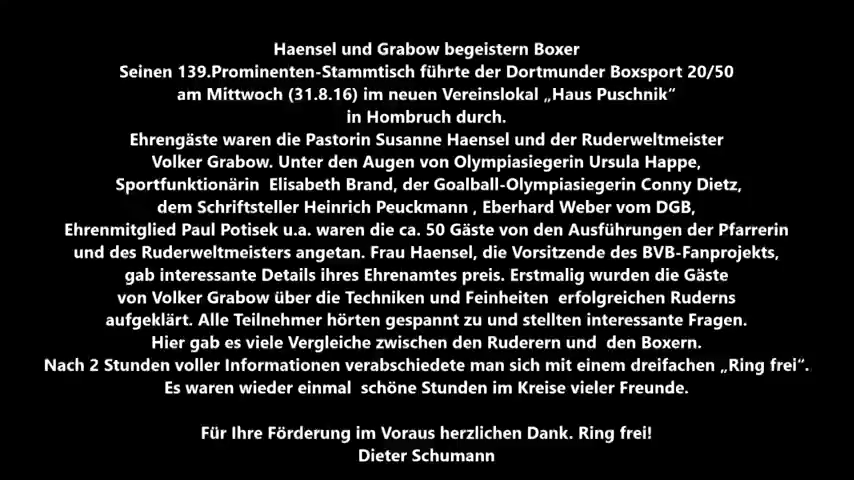 Haensel und Grabow begeistern Boxer
Seinen 139.Prominenten-Stammtisch führte der Dortmunder Boxsport 20/50
am Mittwoch (31.8.16) im neuen Vereinslokal „Haus Puschnik“
in Hombruch durch.
Ehrengäste waren die Pastorin Susanne Haensel und der Ruderweltmeister
Volker Grabow. Unter den Augen von Olympiasiegerin Ursula Happe,
Sportfunktionärin  Elisabeth Brand, der Goalball-Olympiasiegerin Conny Dietz,
dem Schriftsteller Heinrich Peuckmann , Eberhard Weber vom DGB,
Ehrenmitglied Paul Potisek u.a. waren die ca. 50 Gäste von den Ausführungen der Pfarrerin
und des Ruderweltmeisters angetan. Frau Haensel, die Vorsitzende des BVB-Fanprojekts,
gab interessante Details ihres Ehrenamtes preis. Erstmalig wurden die Gäste
von Volker Grabow über die Techniken und Feinheiten  erfolgreichen Ruderns
aufgeklärt. Alle Teilnehmer hörten gespannt zu und stellten interessante Fragen.
Hier gab es viele Vergleiche zwischen den Ruderern und  den Boxern.
Nach 2 Stunden voller Informationen verabschiedete man sich mit einem dreifachen „Ring frei“.
Es waren wieder einmal  schöne Stunden im Kreise vieler Freunde.

Für Ihre Förderung im Voraus herzlichen Dank. Ring frei!
Dieter Schumann